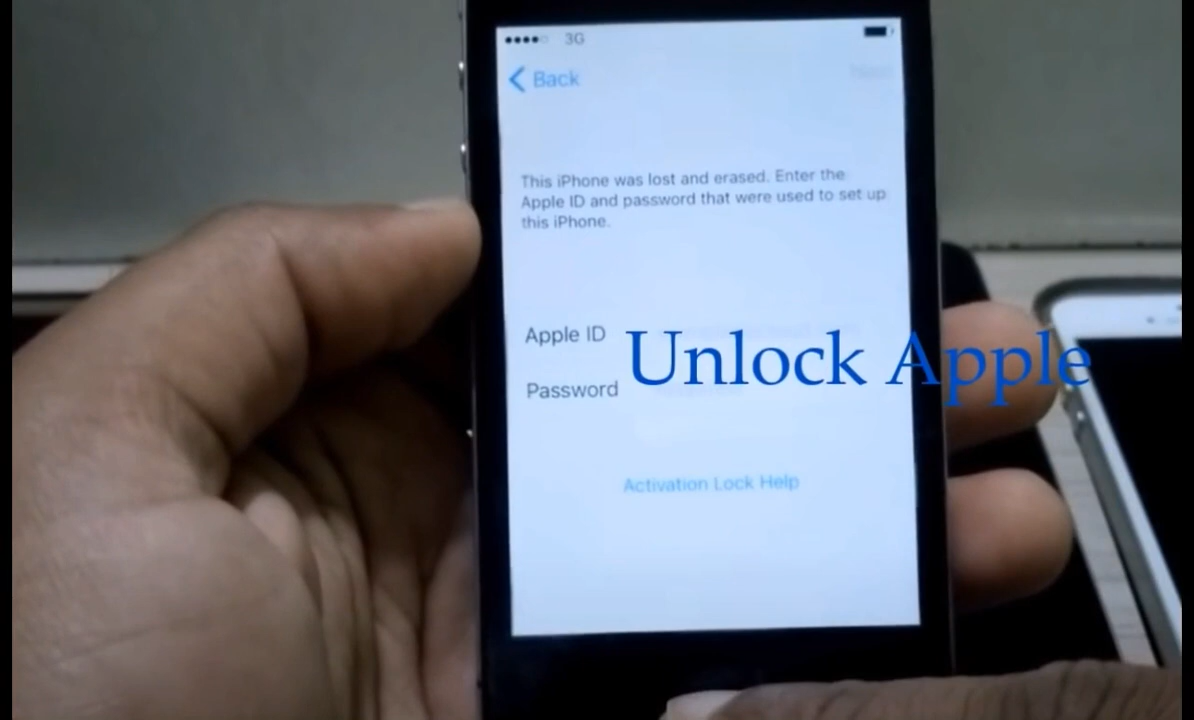 3G
Back
This iPhone was lost and erased. Enter the
Apple ID and password that were used to set up
this iPhone.
Apple ID
Unlock Apple
Password
Activation Lock Help